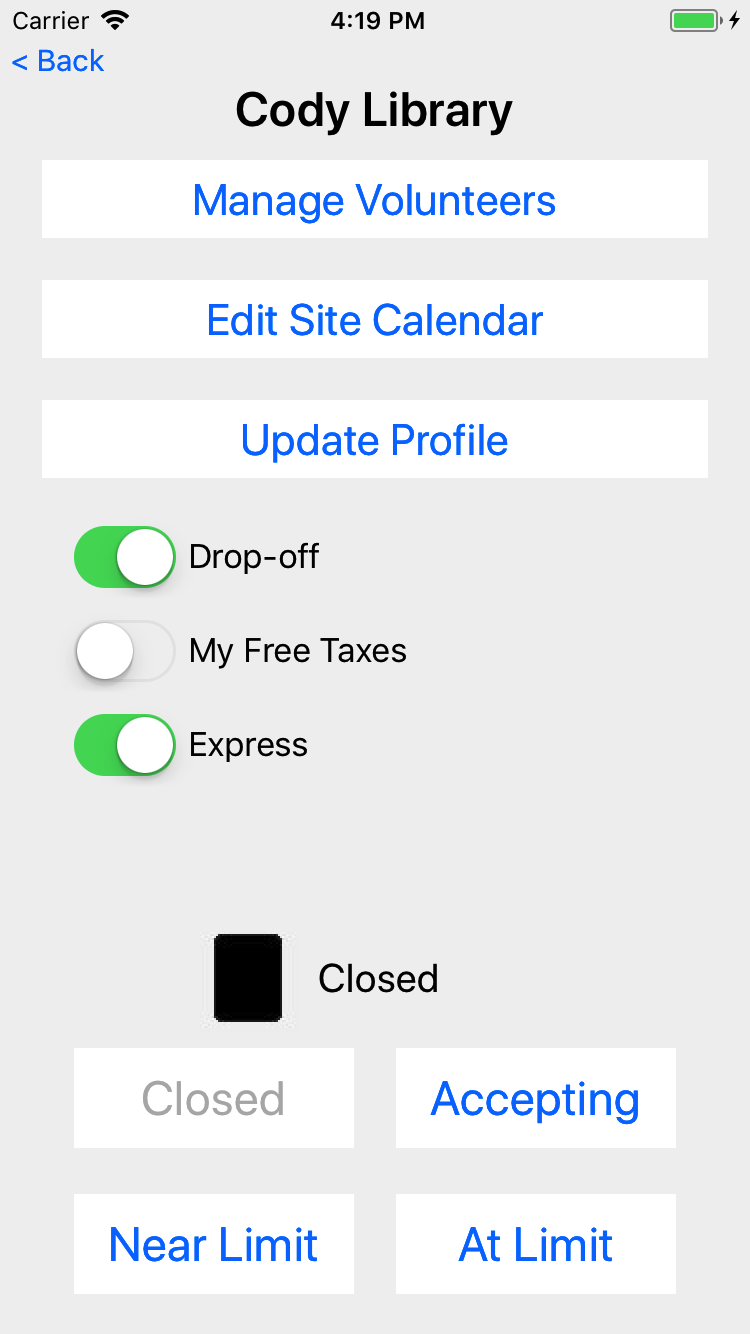 Carrier 4:19 PM
< Back
Cody Library
Manage Volunteers
Edit Site Calendar
Update Profile
Drop-off
My Free Taxes
Express
Closed
Closed Accepting
Near Limit At Limit